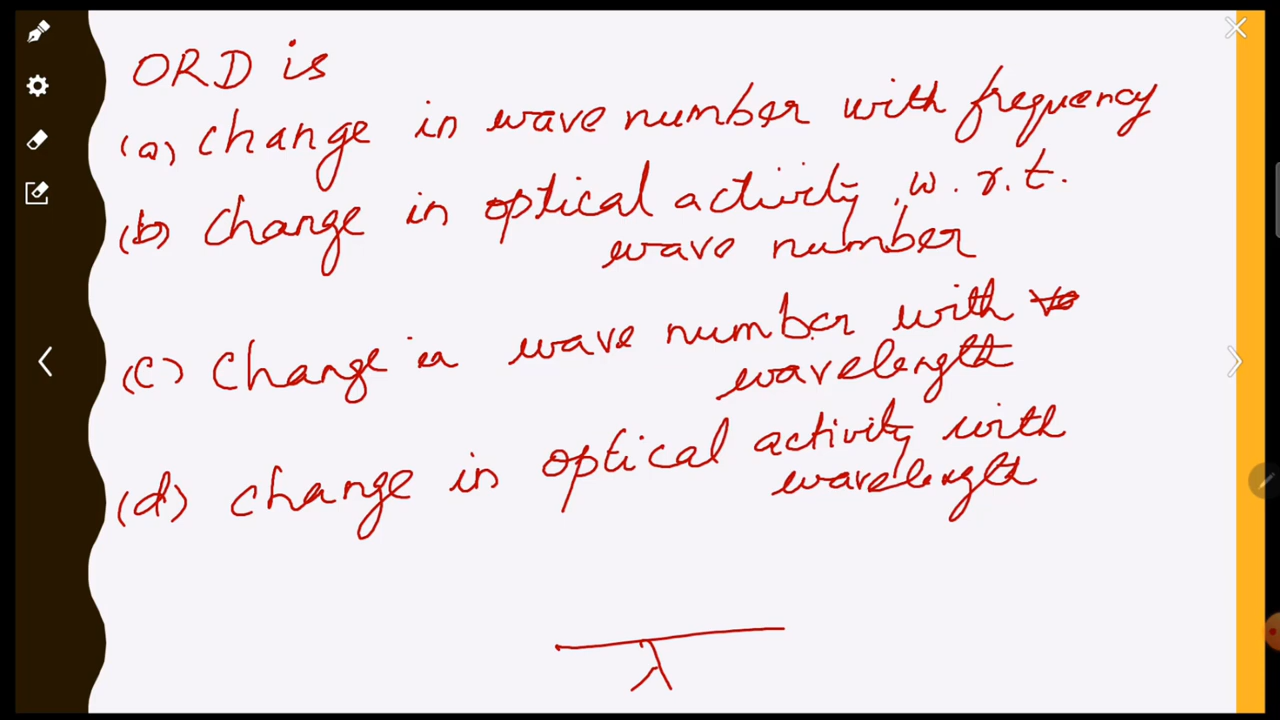 ORD is
(a) change in wave number with frequency
(b) change in optical activity w.r.t.
wave number
(c) change in wave number with
wavelength
(d) change in optical activity with
wavelength
λ